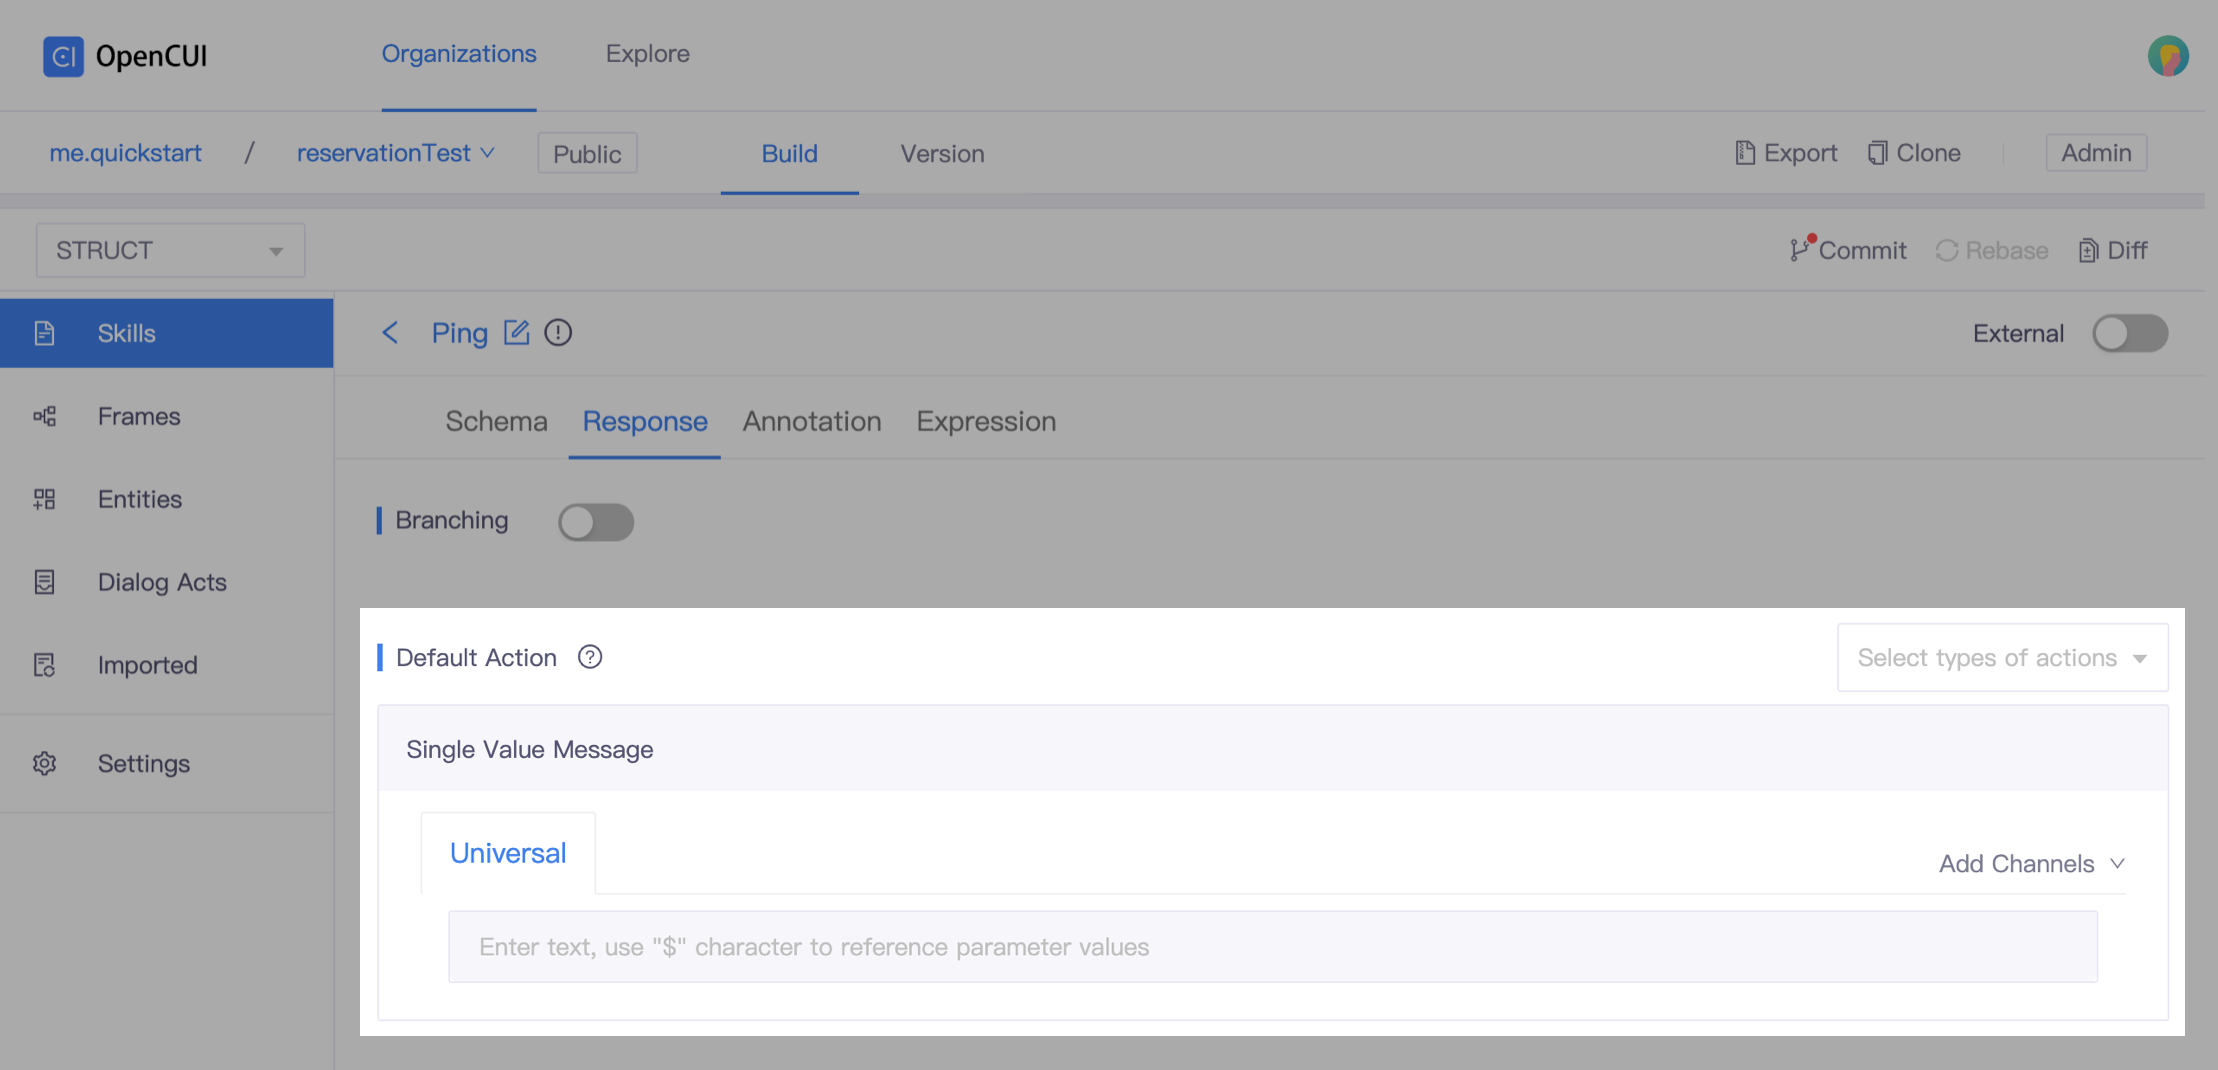 CI OpenCUI
Organizations
Explore
me.quickstart / reservationTest
Public
Build
Version
Export
Clone
Admin
STRUCT
Commit
Rebase
Diff
Skills
Frames
Entities
Dialog Acts
Imported
Settings
Ping
External
Schema
Response
Annotation
Expression
Branching
Default Action
Select types of actions
Single Value Message
Universal
Add Channels
Enter text, use "$" character to reference parameter values